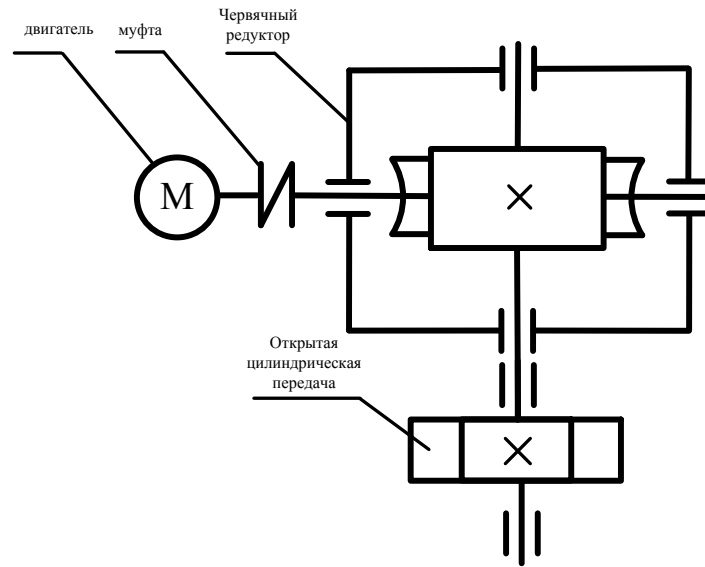 двигатель
муфта
Червячный
редуктор
М
Открытая
цилиндрическая
передача